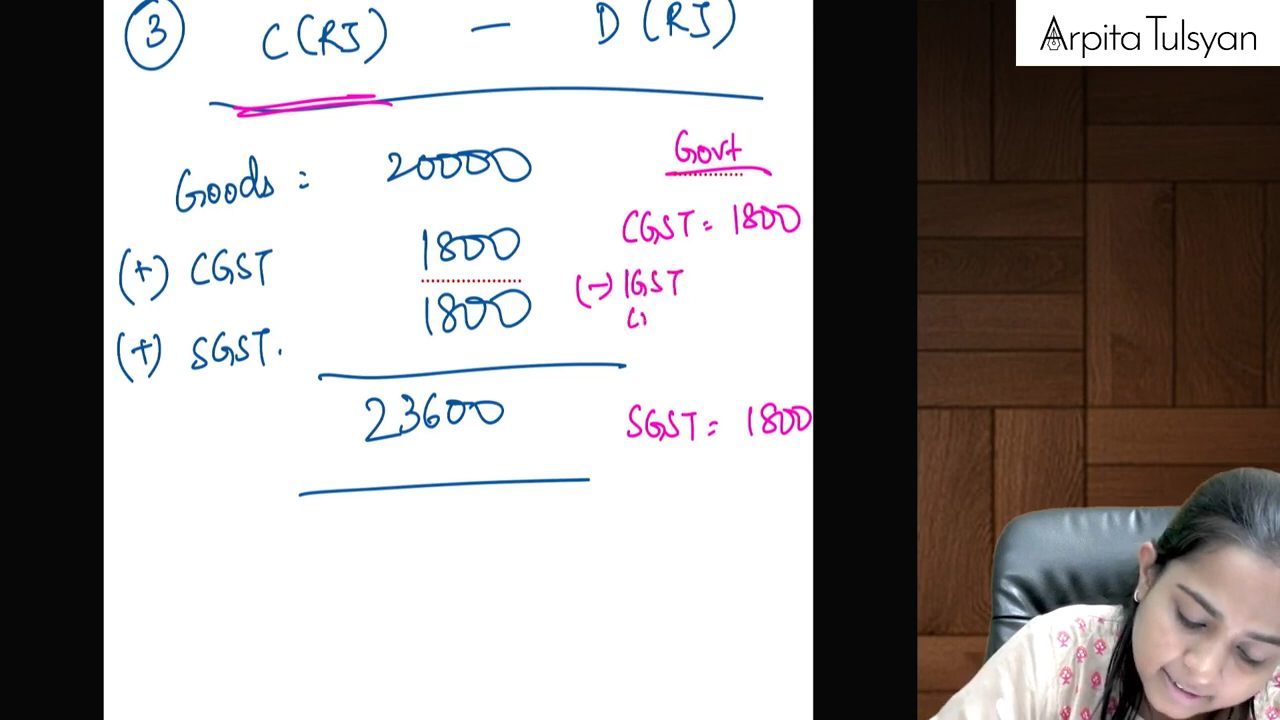 Arpita Tulsyan
3 C(RJ) — D(RJ)
Goods : 20000
(+) CGST 1800
(+) SGST. 1800
23600
Govt
CGST = 1800
(-) IGST
SGST = 1800